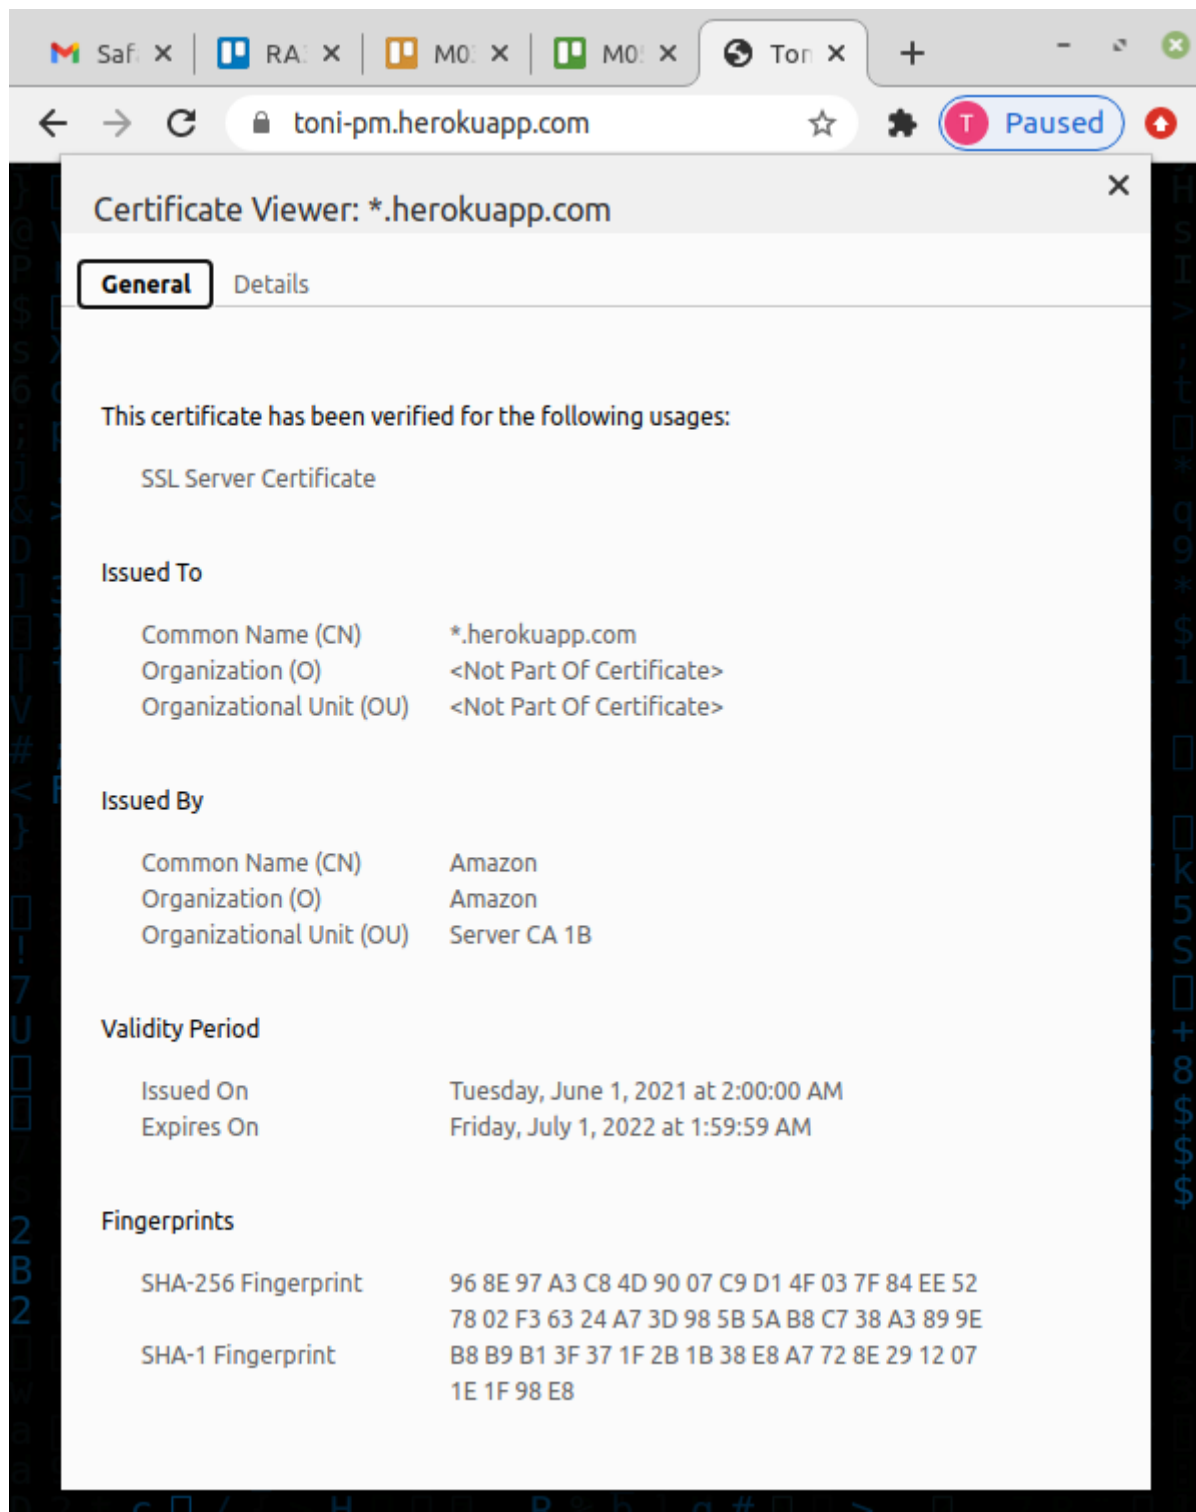 Saf RA M0 M0 Ton
toni-pm.herokuapp.com T Paused
Certificate Viewer: *.herokuapp.com
General Details
This certificate has been verified for the following usages:
SSL Server Certificate
Issued To
Common Name (CN) *.herokuapp.com
Organization (O) <Not Part Of Certificate>
Organizational Unit (OU) <Not Part Of Certificate>
Issued By
Common Name (CN) Amazon
Organization (O) Amazon
Organizational Unit (OU) Server CA 1B
Validity Period
Issued On Tuesday, June 1, 2021 at 2:00:00 AM
Expires On Friday, July 1, 2022 at 1:59:59 AM
Fingerprints
SHA-256 Fingerprint 96 8E 97 A3 C8 4D 90 07 C9 D1 4F 03 7F 84 EE 52
78 02 F3 63 24 A7 3D 98 5B 5A B8 C7 38 A3 89 9E
SHA-1 Fingerprint B8 B9 B1 3F 37 1F 2B 1B 38 E8 A7 72 8E 29 12 07
1E 1F 98 E8